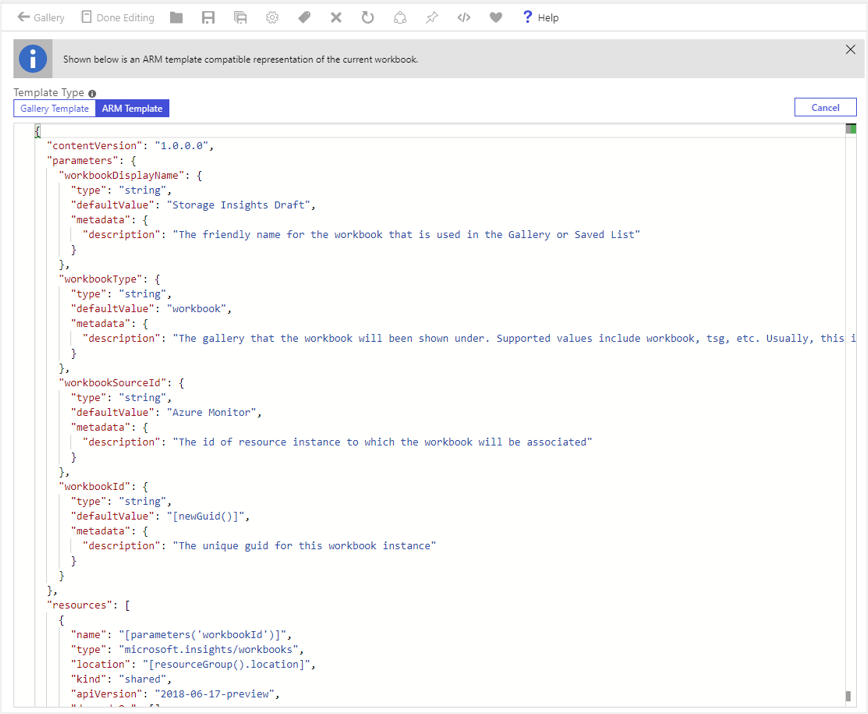 Gallery Done Editing ? Help
Shown below is an ARM template compatible representation of the current workbook.
Template Type
Gallery Template ARM Template Cancel
{
"contentVersion": "1.0.0.0",
"parameters": {
"workbookDisplayName": {
"type": "string",
"defaultValue": "Storage Insights Draft",
"metadata": {
"description": "The friendly name for the workbook that is used in the Gallery or Saved List"
}
},
"workbookType": {
"type": "string",
"defaultValue": "workbook",
"metadata": {
"description": "The gallery that the workbook will been shown under. Supported values include workbook, tsg, etc. Usually, this i
}
},
"workbookSourceId": {
"type": "string",
"defaultValue": "Azure Monitor",
"metadata": {
"description": "The id of resource instance to which the workbook will be associated"
}
},
"workbookId": {
"type": "string",
"defaultValue": "[newGuid()]",
"metadata": {
"description": "The unique guid for this workbook instance"
}
}
},
"resources": [
{
"name": "[parameters('workbookId')]",
"type": "microsoft.insights/workbooks",
"location": "[resourceGroup().location]",
"kind": "shared",
"apiVersion": "2018-06-17-preview",